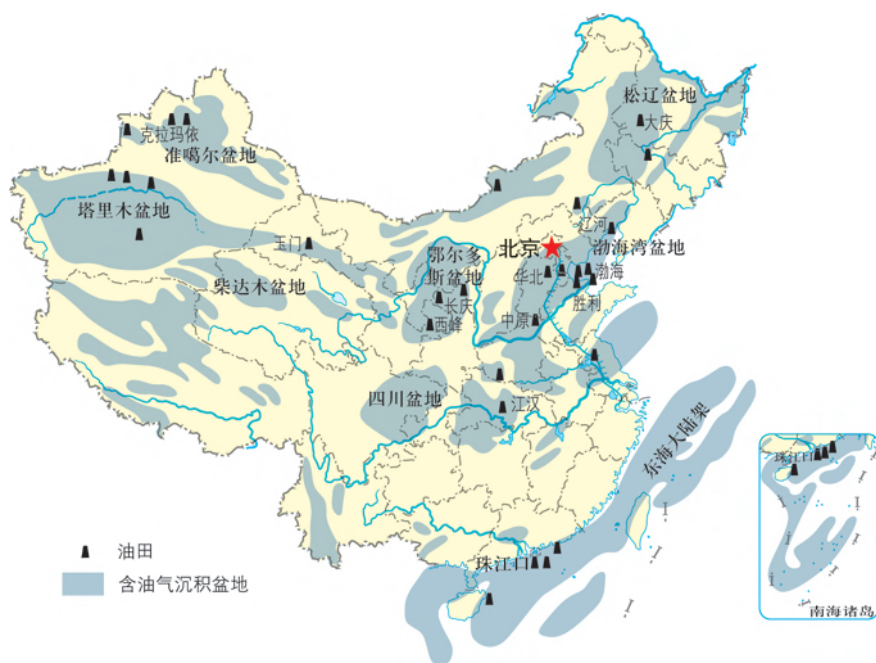 松辽盆地
大庆
克拉玛依
准噶尔盆地
塔里木盆地
玉门
柴达木盆地
鄂尔多
斯盆地
长庆
西峰
北京
辽河
渤海湾盆地
华北
渤海
胜利
中原
四川盆地
江汉
东海大陆架
珠江口
油田
含油气沉积盆地
珠江口
南海诸岛